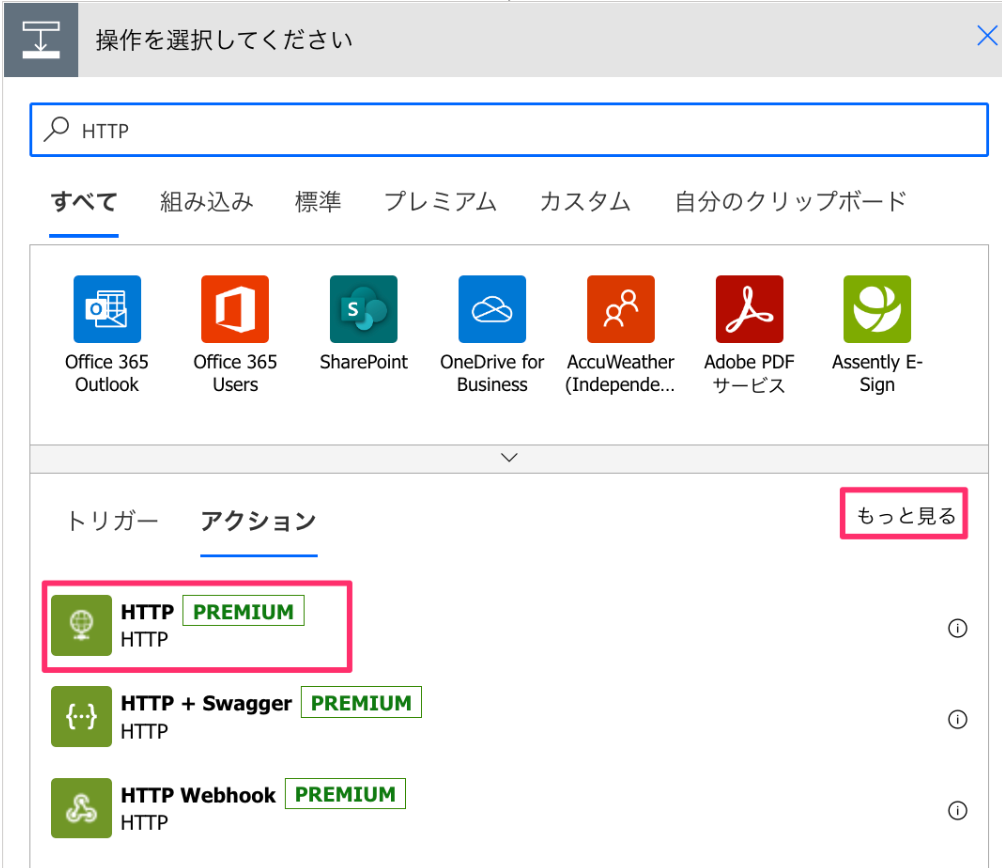 操作を選択してください
HTTP
すべて 組み込み 標準 プレミアム カスタム 自分のクリップボード
Office 365 Outlook
Office 365 Users
SharePoint
OneDrive for Business
AccuWeather (Independe...
Adobe PDF サービス
Assently E-Sign
トリガー アクション もっと見る
HTTP PREMIUM
HTTP
HTTP + Swagger PREMIUM
HTTP
HTTP Webhook PREMIUM
HTTP